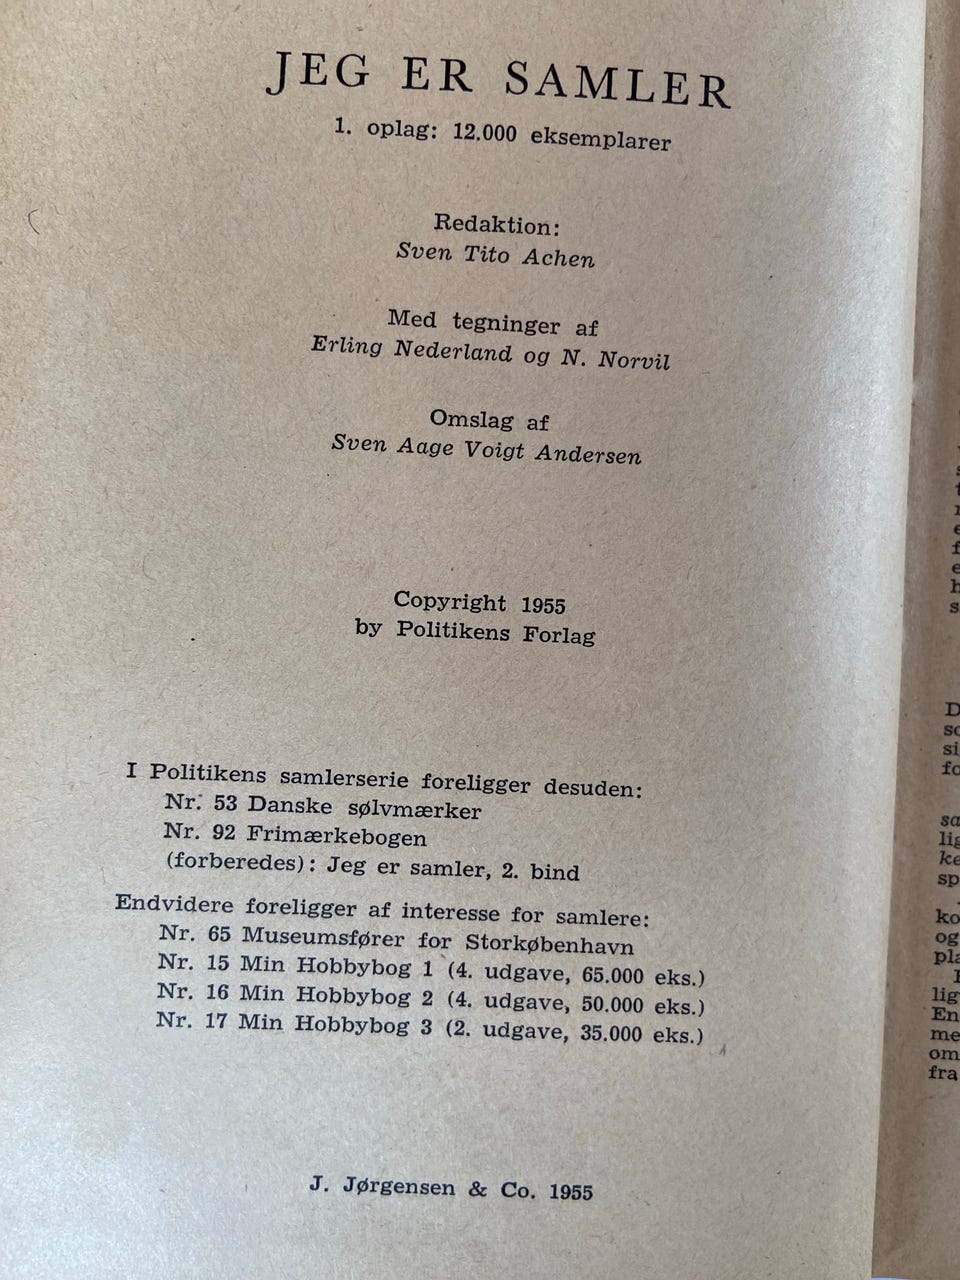 JEG ER SAMLER
1. oplag: 12.000 eksemplarer
Redaktion:
Sven Tito Achen
Med tegninger af
Erling Nederland og N. Norvil
Omslag af
Sven Aage Voigt Andersen
Copyright 1955
by Politikens Forlag
I Politikens samlerserie foreligger desuden:
Nr. 53 Danske sølvmærker
Nr. 92 Frimærkebogen
(forberedes): Jeg er samler, 2. bind
Endvidere foreligger af interesse for samlere:
Nr. 65 Museumsfører for Storkøbenhavn
Nr. 15 Min Hobbybog 1 (4. udgave, 65.000 eks.)
Nr. 16 Min Hobbybog 2 (4. udgave, 50.000 eks.)
Nr. 17 Min Hobbybog 3 (2. udgave, 35.000 eks.)
J. Jørgensen & Co. 1955